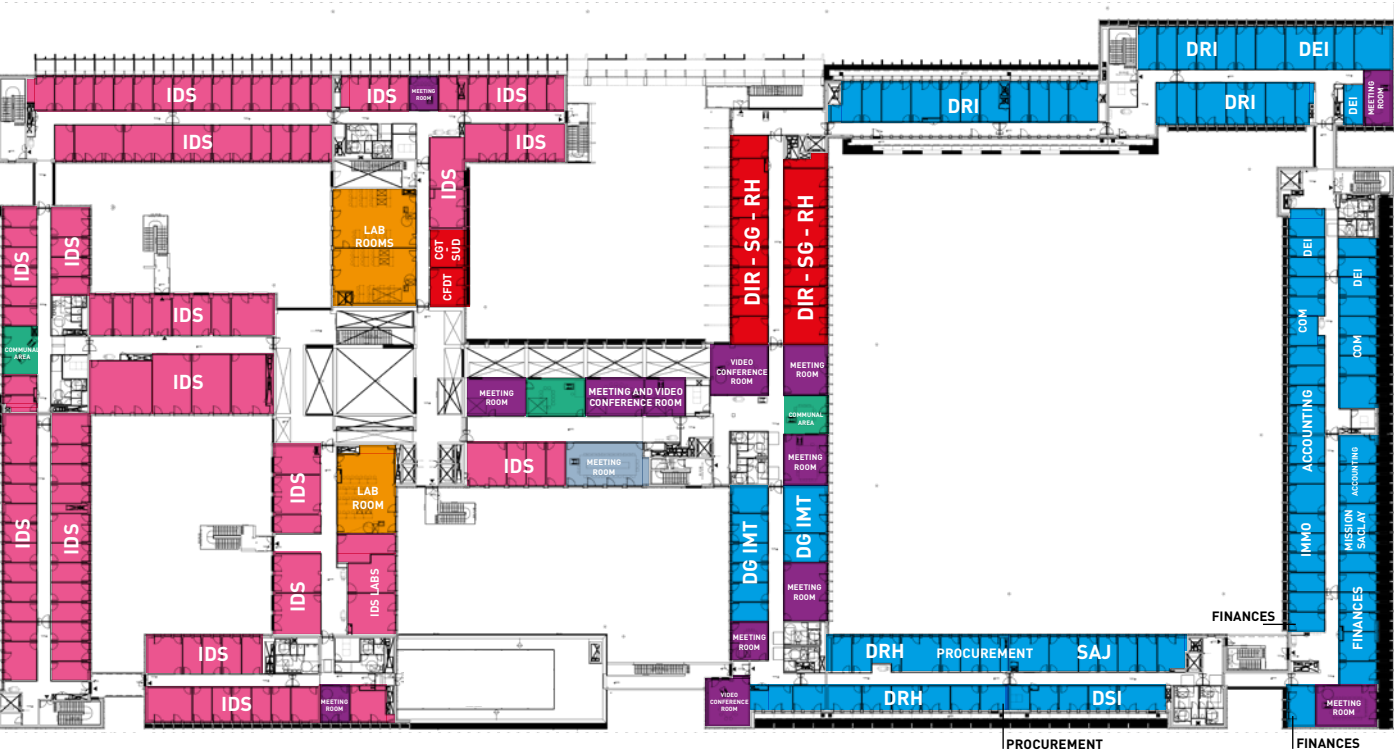 DRI
DEI
IDS
IDS
MEETING
ROOM
IDS
DRI
DRI
DEI
MEETING
ROOM
IDS
IDS
IDS
LAB
ROOMS
CGT
-
SUD
CFDT
DIR - SG - RH
DIR - SG - RH
IDS
IDS
DEI
DEI
IDS
COM
COM
COMMUNAL
AREA
IDS
VIDEO
CONFERENCE
ROOM
MEETING
ROOM
MEETING
ROOM
MEETING AND VIDEO
CONFERENCE ROOM
COMMUNAL
AREA
ACCOUNTING
ACCOUNTING
IDS
MEETING
ROOM
MEETING
ROOM
IDS
LAB
ROOM
IDS
IDS
DG IMT
DG IMT
IMMO
MISSION
SACLAY
IDS
IDS LABS
MEETING
ROOM
FINANCES
FINANCES
MEETING
ROOM
IDS
DRH
PROCUREMENT
SAJ
IDS
MEETING
ROOM
VIDEO
CONFERENCE
ROOM
DRH
DSI
MEETING
ROOM
PROCUREMENT
FINANCES